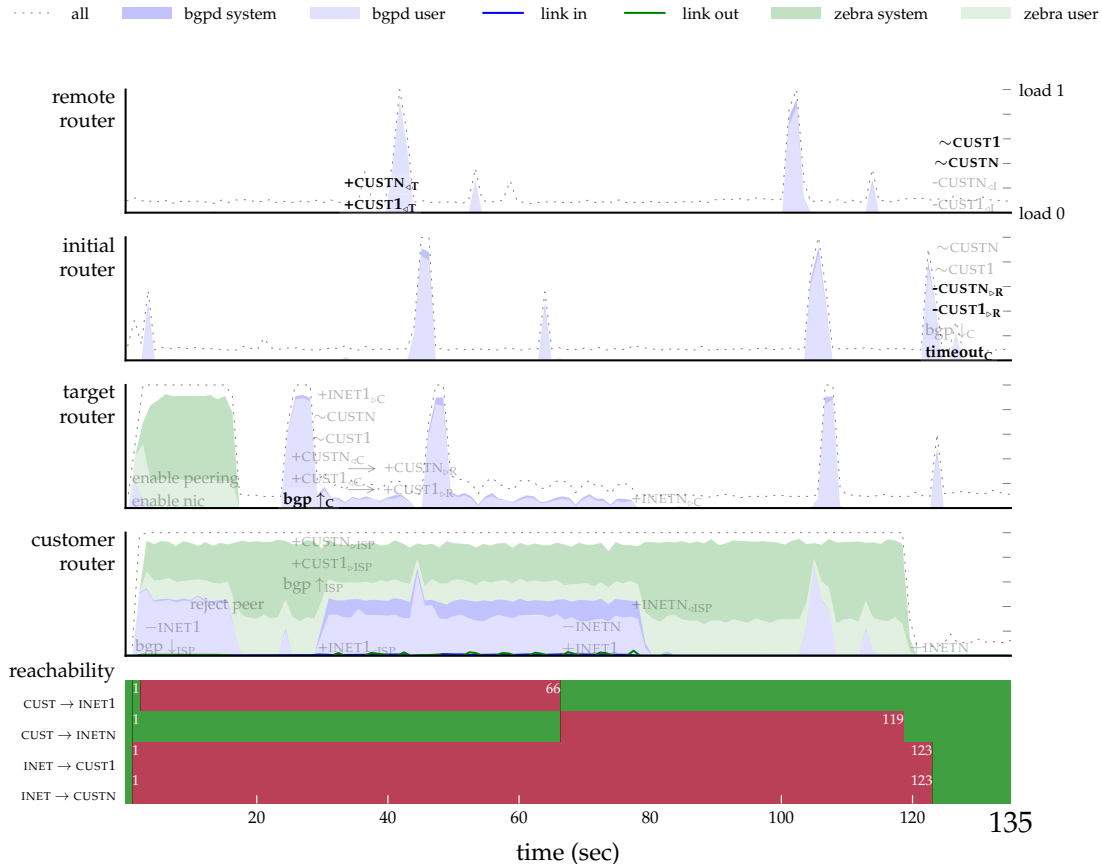 all bgpd system bgpd user link in link out zebra system zebra user
remote router
load 1
∼CUST1
∼CUSTN
-CUSTN◃I
-CUST1◃I
load 0
+CUSTN◃T
+CUST1◃T
initial router
∼CUSTN
∼CUST1
-CUSTN▹R
-CUST1▹R
bgp ↓C
timeoutC
target router
+INET1▹C
∼CUSTN
∼CUST1
+CUSTN◃C → +CUSTN▹R
+CUST1◃C → +CUST1▹R
enable peering
enable nic
bgp ↑C
+INETN▹C
customer router
+CUSTN▹ISP
+CUST1▹ISP
bgp ↑ISP
reject peer
+INETN◃ISP
−INET1
−INETN
bgp ↓ISP
+INET1◃ISP
+INET1
+INETN
reachability
CUST → INET1
1 66
CUST → INETN
1 119
INET → CUST1
1 123
INET → CUSTN
1 123
20 40 60 80 100 120 135
time (sec)